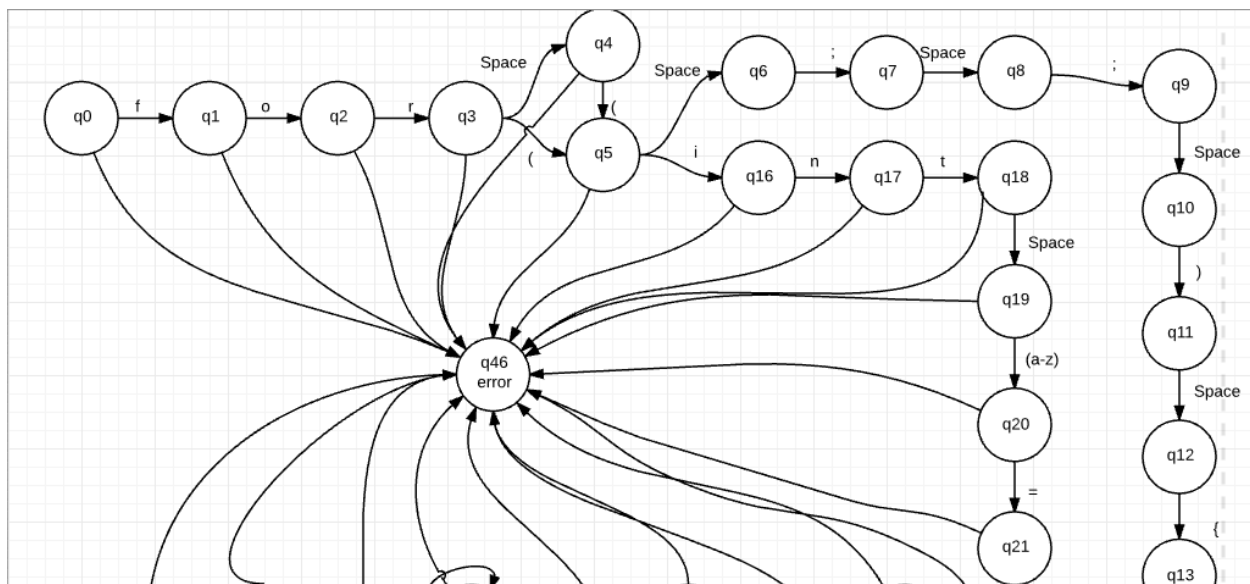 q4
Space
q0
f
q1
o
q2
r
q3
(
(
q5
Space
q6
;
q7
Space
q8
;
q9
i
q16
n
q17
t
q18
Space
q10
Space
q19
)
q11
(a-z)
q46
error
q20
Space
q12
=
q21
{
q13